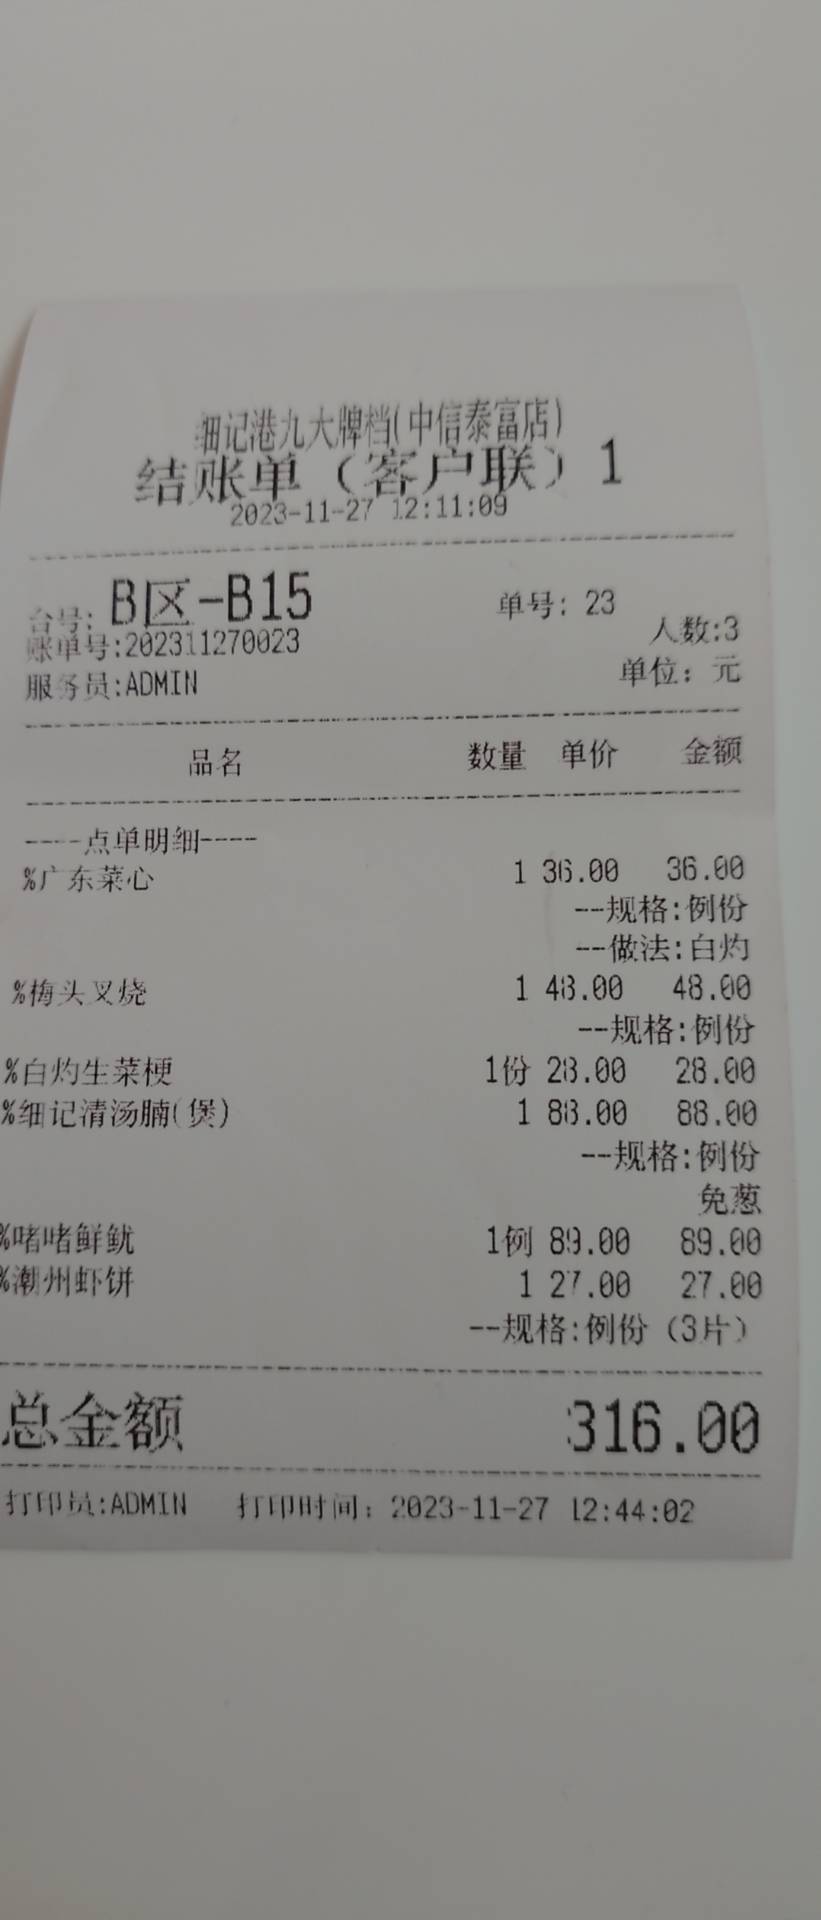 细记港九大牌档(中信泰富店)
结账单（客户联）1
2023-11-27 12:11:09
台号: B区-B15 单号: 23
账单号:202311270023 人数:3
服务员:ADMIN 单位: 元
品名 数量 单价 金额
----点单明细----
%广东菜心 1 36.00 36.00
--规格:例份
--做法:白灼
%梅头叉烧 1 48.00 48.00
--规格:例份
%白灼生菜梗 1份 28.00 28.00
%细记清汤腩(煲) 1 88.00 88.00
--规格:例份
免葱
%啫啫鲜鱿 1例 89.00 89.00
%潮州虾饼 1 27.00 27.00
--规格:例份（3片）
总金额 316.00
打印员:ADMIN 打印时间: 2023-11-27 12:44:02